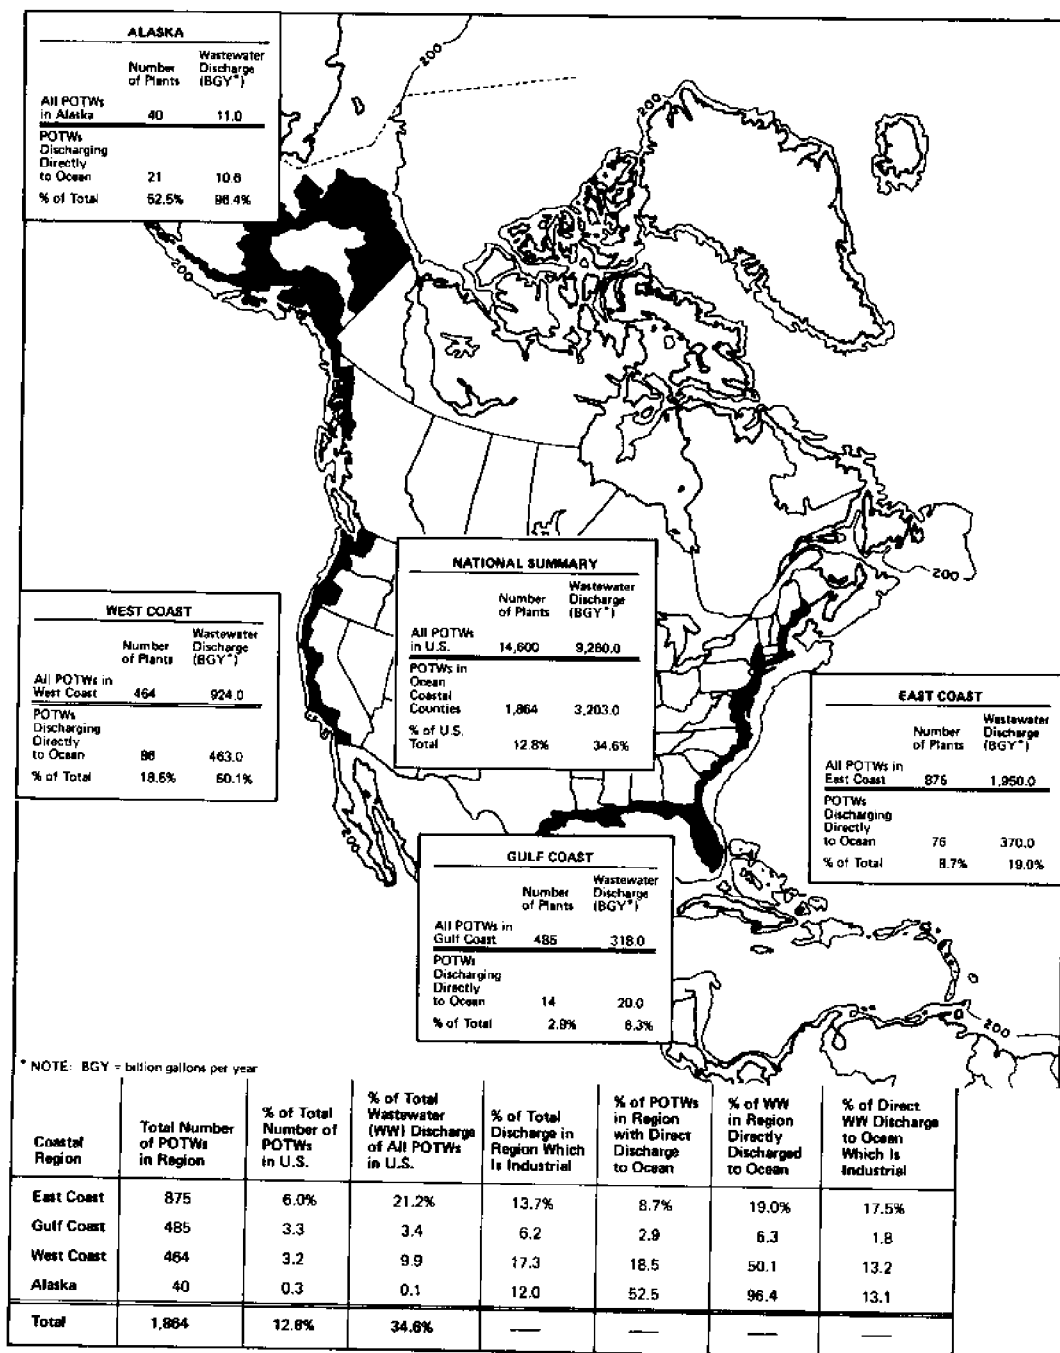 ALASKA
Number of Plants
Wastewater Discharge (BGY*)
All POTWs in Alaska 40 11.0
POTWs Discharging Directly to Ocean 21 10.6
% of Total 52.5% 96.4%
200
200
200
200
200
200
200
NATIONAL SUMMARY
Number of Plants
Wastewater Discharge (BGY*)
All POTWs in U.S. 14,600 9,260.0
POTWs in Ocean Coastal Counties 1,864 3,203.0
% of U.S. Total 12.8% 34.6%
WEST COAST
Number of Plants
Wastewater Discharge (BGY*)
All POTWs in West Coast 464 924.0
POTWs Discharging Directly to Ocean 86 463.0
% of Total 18.5% 50.1%
EAST COAST
Number of Plants
Wastewater Discharge (BGY*)
All POTWs in East Coast 875 1,950.0
POTWs Discharging Directly to Ocean 76 370.0
% of Total 8.7% 19.0%
GULF COAST
Number of Plants
Wastewater Discharge (BGY*)
All POTWs in Gulf Coast 485 318.0
POTWs Discharging Directly to Ocean 14 20.0
% of Total 2.9% 6.3%
* NOTE: BGY = billion gallons per year
Coastal Region
Total Number of POTWs in Region
% of Total Number of POTWs in U.S.
% of Total Wastewater (WW) Discharge of All POTWs in U.S.
% of Total Discharge in Region Which Is Industrial
% of POTWs in Region with Direct Discharge to Ocean
% of WW in Region Directly Discharged to Ocean
% of Direct WW Discharge to Ocean Which Is Industrial
East Coast 875 6.0% 21.2% 13.7% 8.7% 19.0% 17.5%
Gulf Coast 485 3.3 3.4 6.2 2.9 6.3 1.8
West Coast 464 3.2 9.9 17.3 18.5 50.1 13.2
Alaska 40 0.3 0.1 12.0 52.5 96.4 13.1
Total 1,864 12.8% 34.6% — — — —